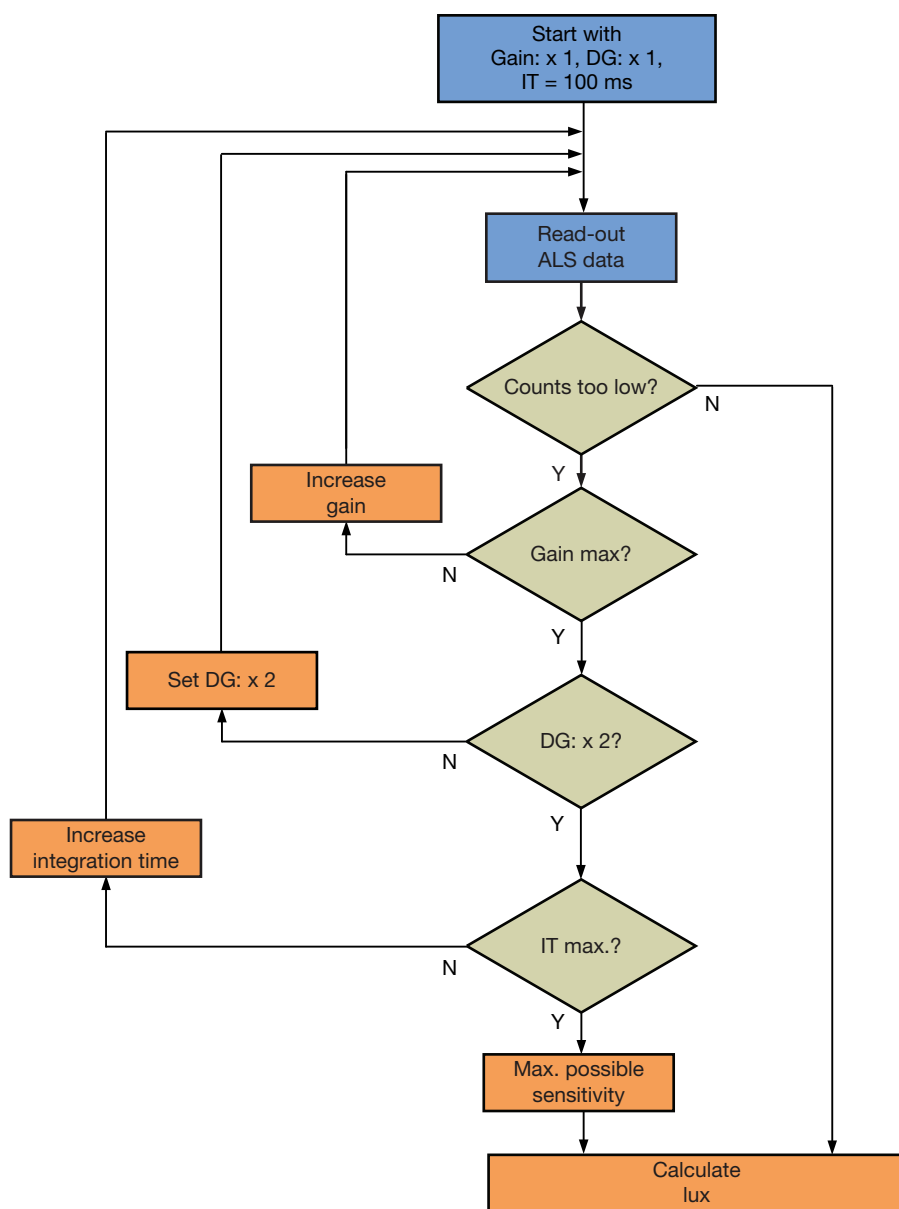 Start with
Gain: x 1, DG: x 1,
IT = 100 ms
Read-out
ALS data
Counts too low?
N
Y
Increase
gain
Gain max?
N
Y
Set DG: x 2
DG: x 2?
N
Y
Increase
integration time
IT max.?
N
Y
Max. possible
sensitivity
Calculate
lux